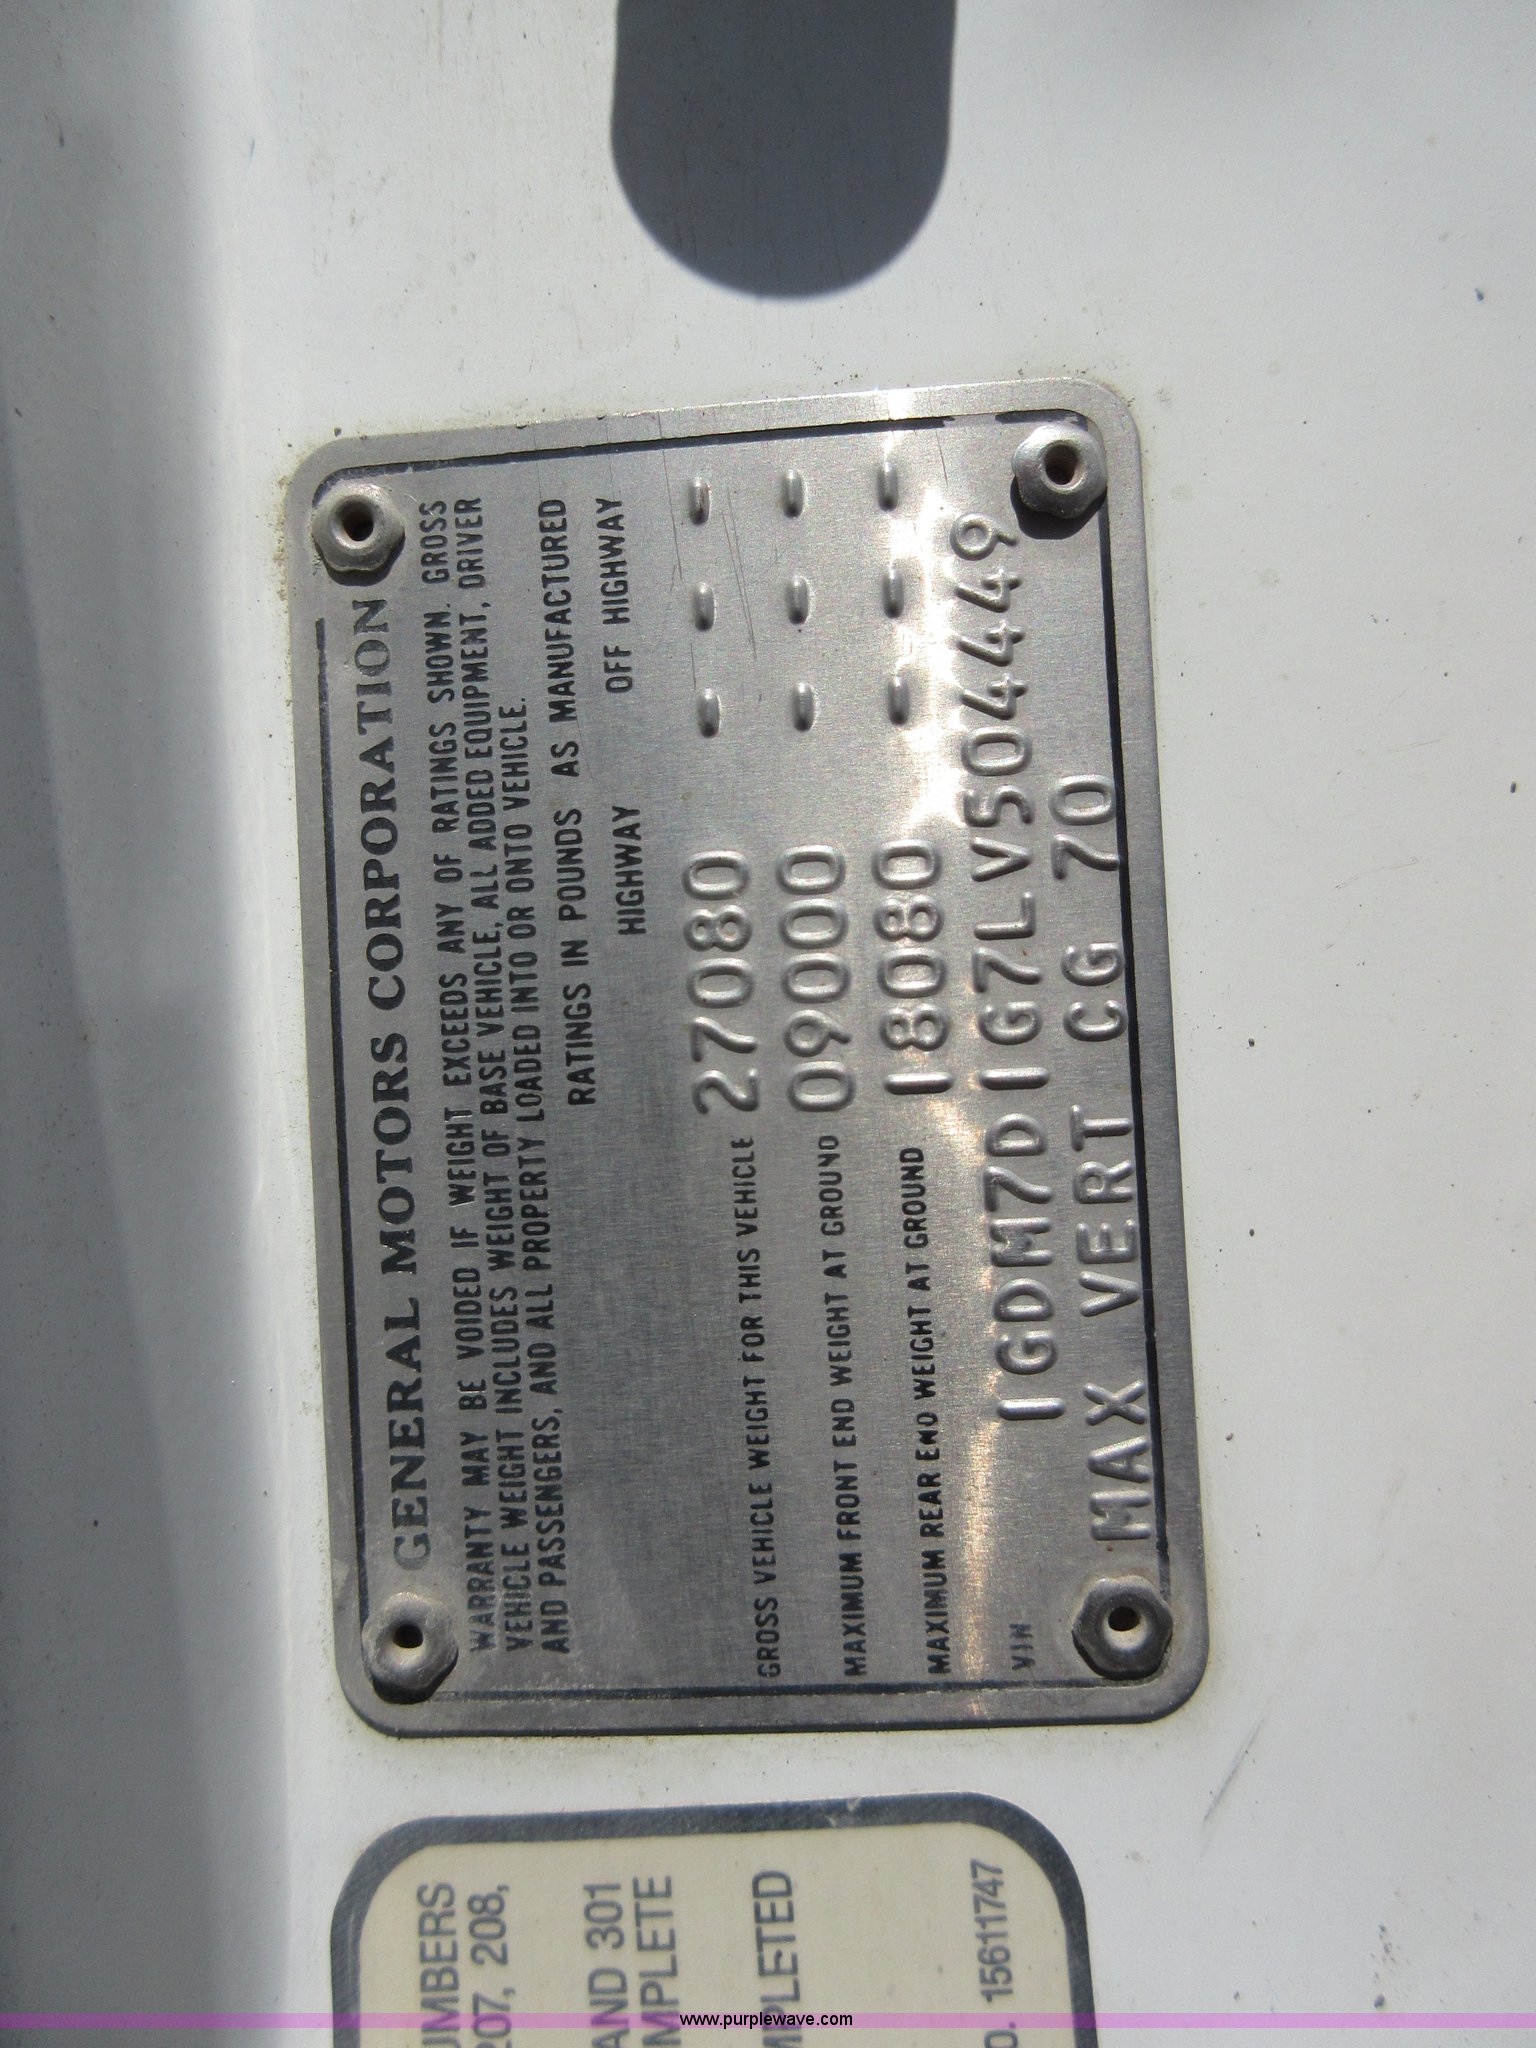 GENERAL MOTORS CORPORATION
WARRANTY MAY BE VOIDED IF WEIGHT EXCEEDS ANY OF RATINGS SHOWN. GROSS
VEHICLE WEIGHT INCLUDES WEIGHT OF BASE VEHICLE, ALL ADDED EQUIPMENT, DRIVER
AND PASSENGERS, AND ALL PROPERTY LOADED INTO OR ONTO VEHICLE.
RATINGS IN POUNDS AS MANUFACTURED
HIGHWAY OFF HIGHWAY
GROSS VEHICLE WEIGHT FOR THIS VEHICLE 27080 - - -
MAXIMUM FRONT END WEIGHT AT GROUND 09000 - - -
MAXIMUM REAR END WEIGHT AT GROUND 18080 - - -
VIN 1GDM7D1G7LV504449
MAX VERT CG 70
UMBERS
207, 208,
AND 301
MPLETE
MPLETED
O. 15611747
www.purplewave.com